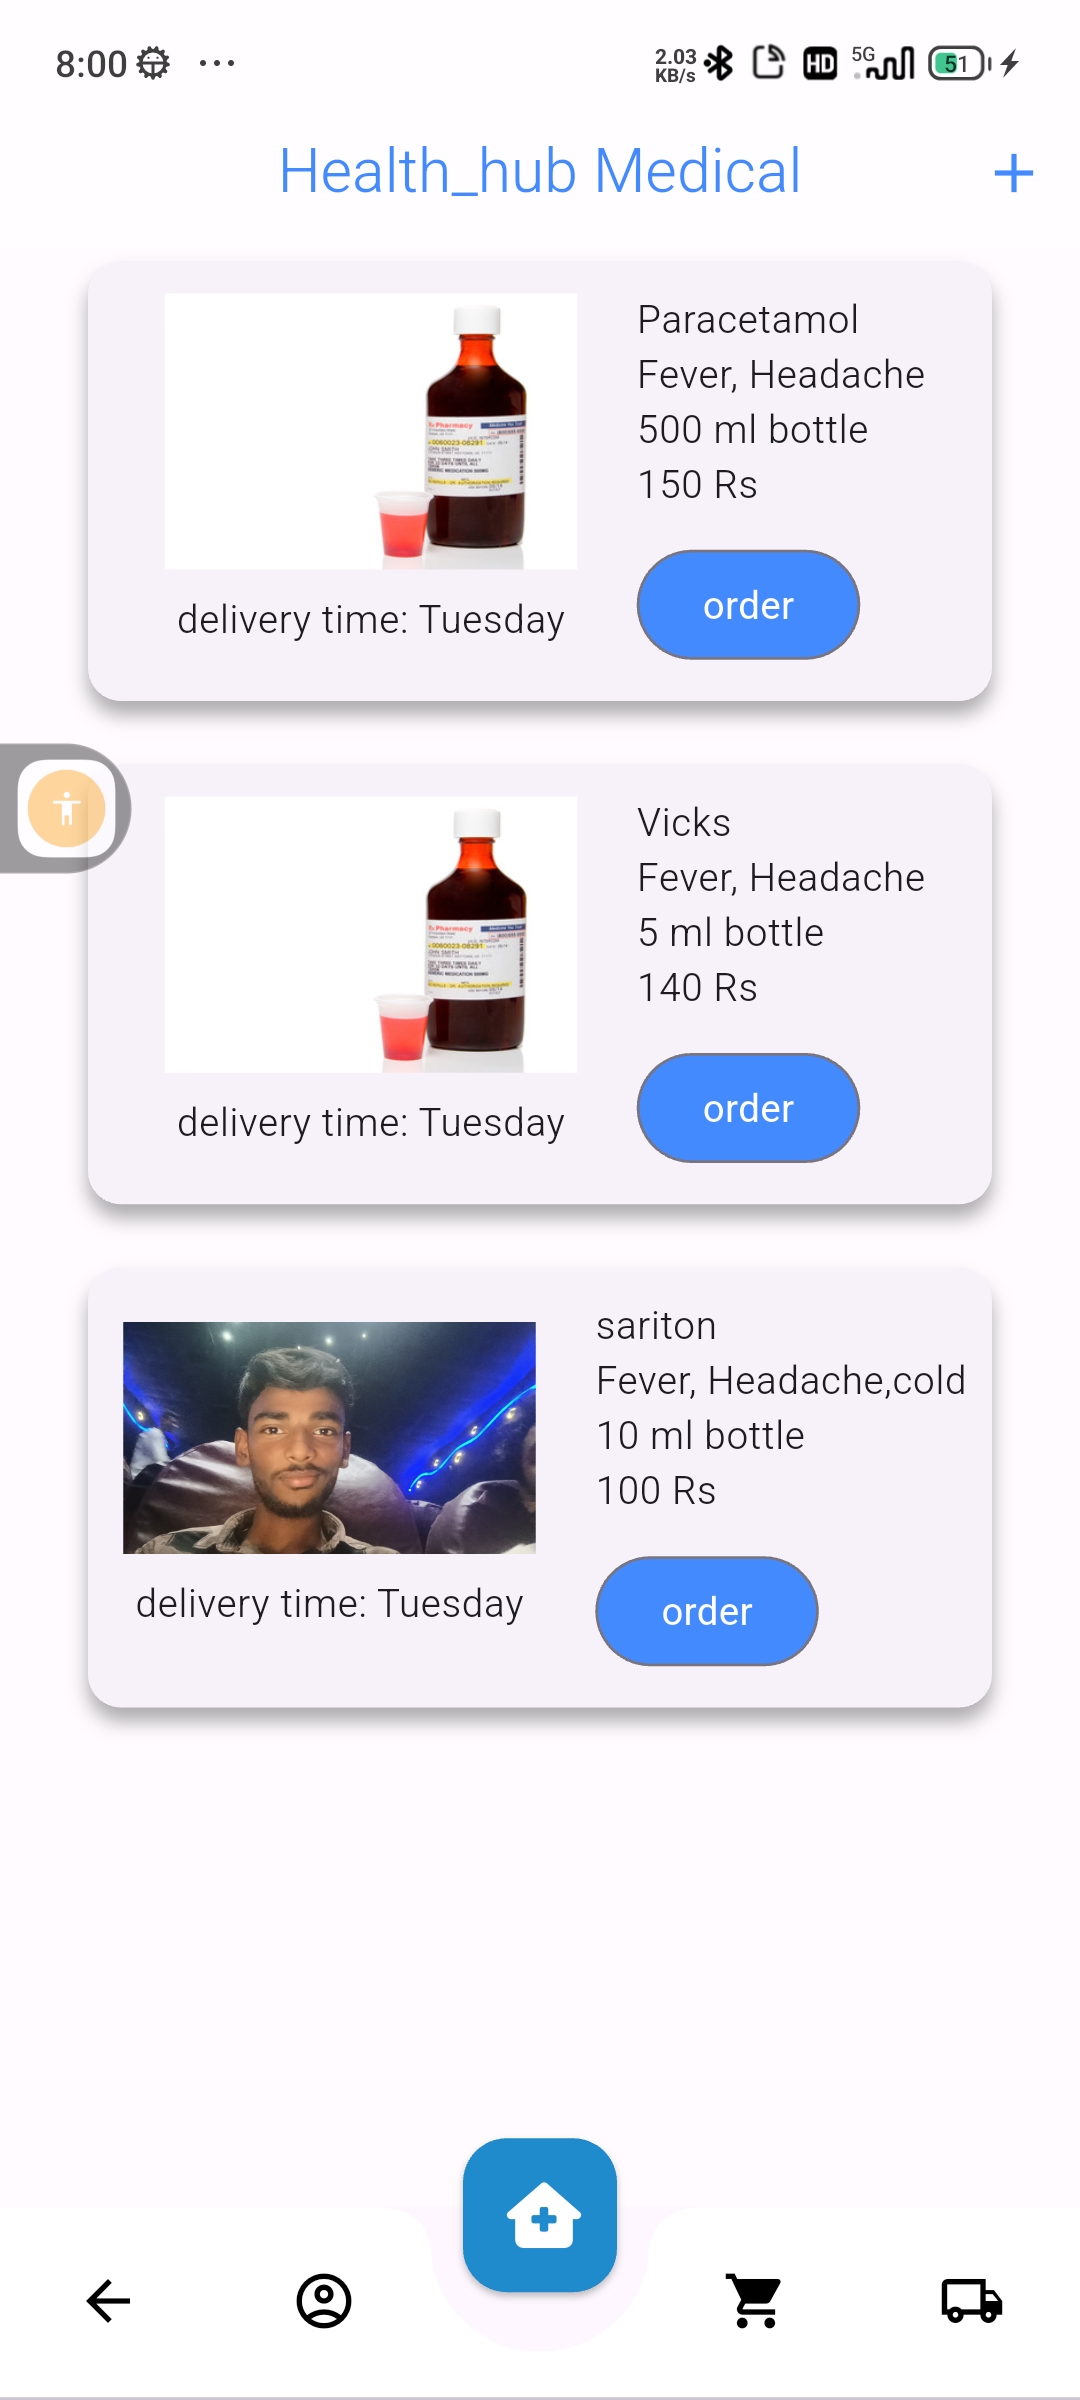 8:00
2.03
KB/s
HD
5G
51
Health_hub Medical
Paracetamol
Fever, Headache
500 ml bottle
150 Rs
order
delivery time: Tuesday
Vicks
Fever, Headache
5 ml bottle
140 Rs
order
delivery time: Tuesday
sariton
Fever, Headache,cold
10 ml bottle
100 Rs
order
delivery time: Tuesday